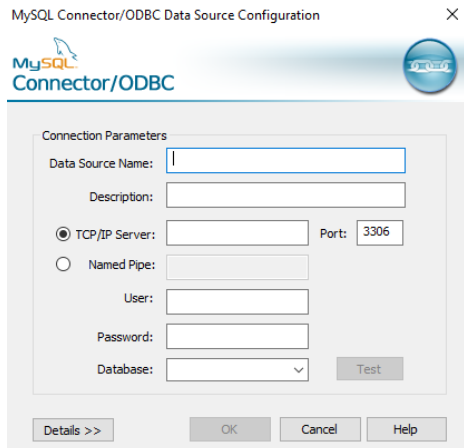 MySQL Connector/ODBC Data Source Configuration
MySQL
Connector/ODBC
Connection Parameters
Data Source Name:
Description:
TCP/IP Server: Port: 3306
Named Pipe:
User:
Password:
Database: Test
Details >> OK Cancel Help